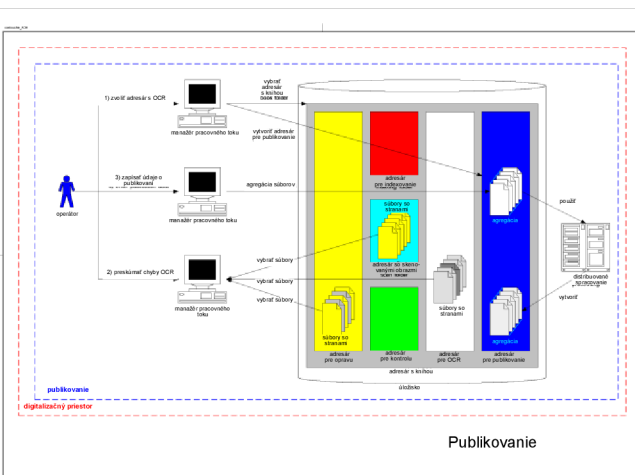 1) zvoliť adresár s OCR
manažér pracovného toku
vybrať
adresár
s knihou
vytvoriť adresár
pre publikovanie
3) zapísať údaje o
publikovaní
operátor
manažér pracovného toku
agregácia súborov
2) preskúmať chyby OCR
manažér pracovného
toku
vybrať súbory
vybrať súbory
vybrať súbory
adresár
pre indexovanie
súbory so
stranami
adresár so skeno-
vanými obrazmi
súbory so
stranami
súbory so
stranami
adresár
pre opravu
adresár
pre kontrolu
adresár
pre OCR
adresár
pre publikovanie
agregácia
agregácia
použiť
distribuované
spracovanie
vytvoriť
adresár s knihou
úložisko
publikovanie
digitalizačný priestor
Publikovanie